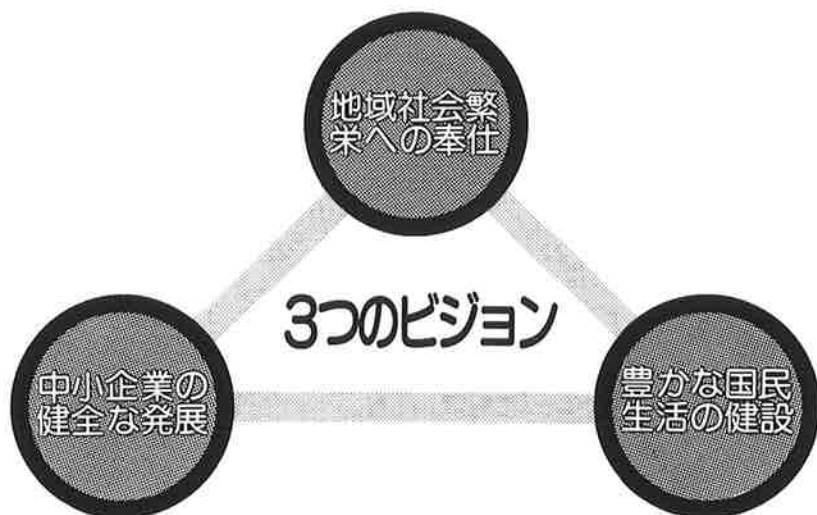 地域社会繁
栄への奉仕
3つのビジョン
中小企業の
健全な発展
豊かな国民
生活の健設